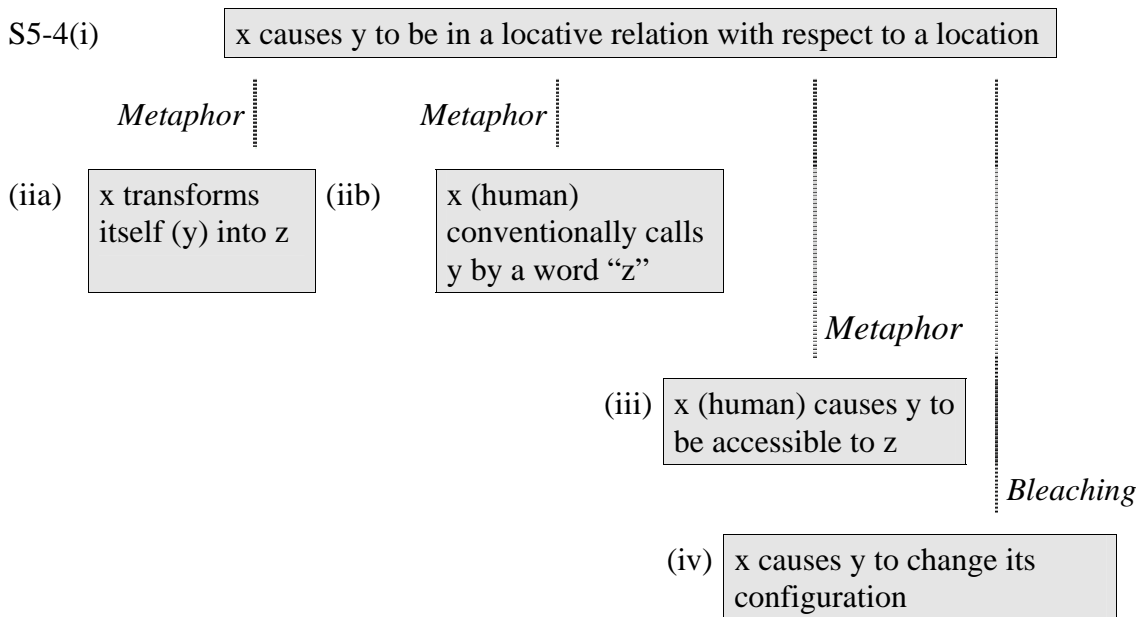 S5-4(i) x causes y to be in a locative relation with respect to a location
Metaphor Metaphor
(iia) x transforms (iib) x (human)
itself (y) into z conventionally calls
y by a word “z”
Metaphor
(iii) x (human) causes y to
be accessible to z
Bleaching
(iv) x causes y to change its
configuration